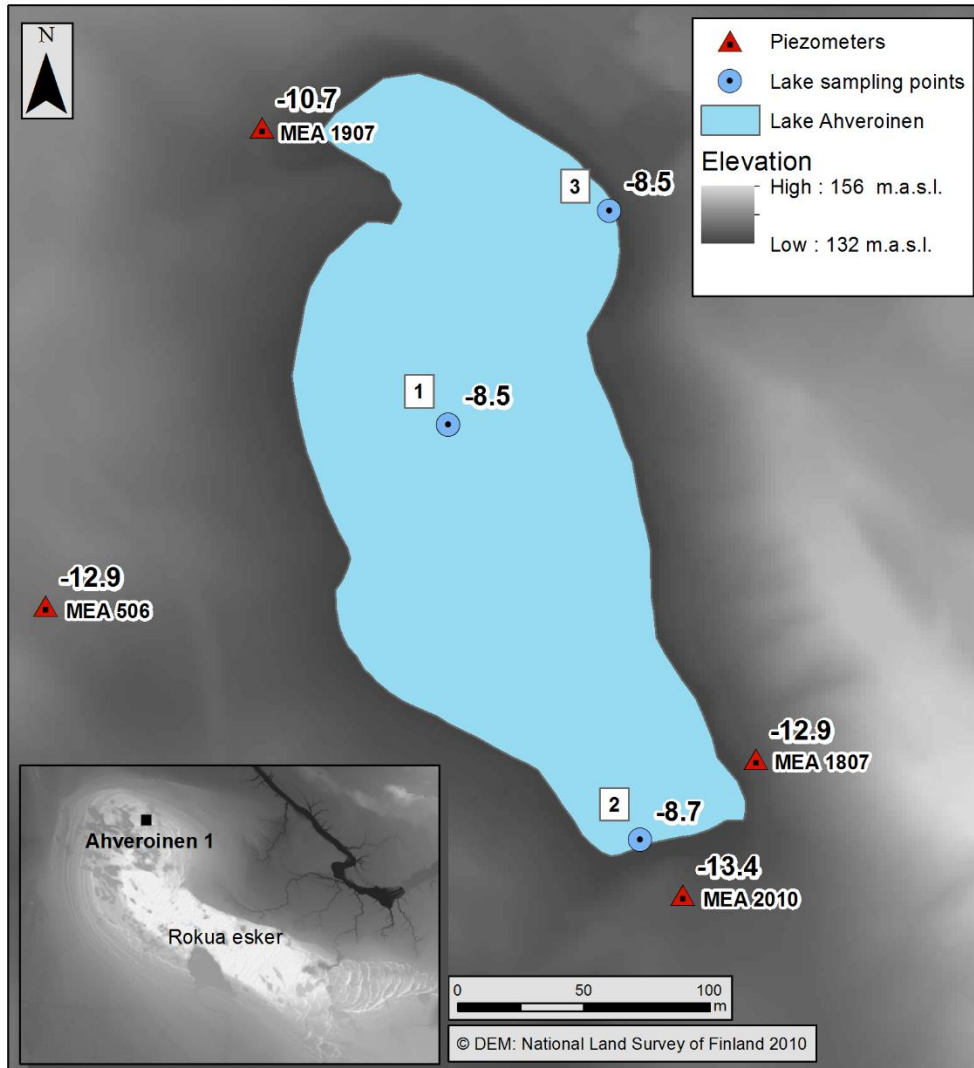 N
Piezometers
Lake sampling points
Lake Ahveroinen
Elevation
High : 156 m.a.s.l.
Low : 132 m.a.s.l.
-10.7
MEA 1907
3
-8.5
1
-8.5
-12.9
MEA 506
-12.9
MEA 1807
2
-8.7
-13.4
MEA 2010
Ahveroinen 1
Rokua esker
0 50 100
m
© DEM: National Land Survey of Finland 2010